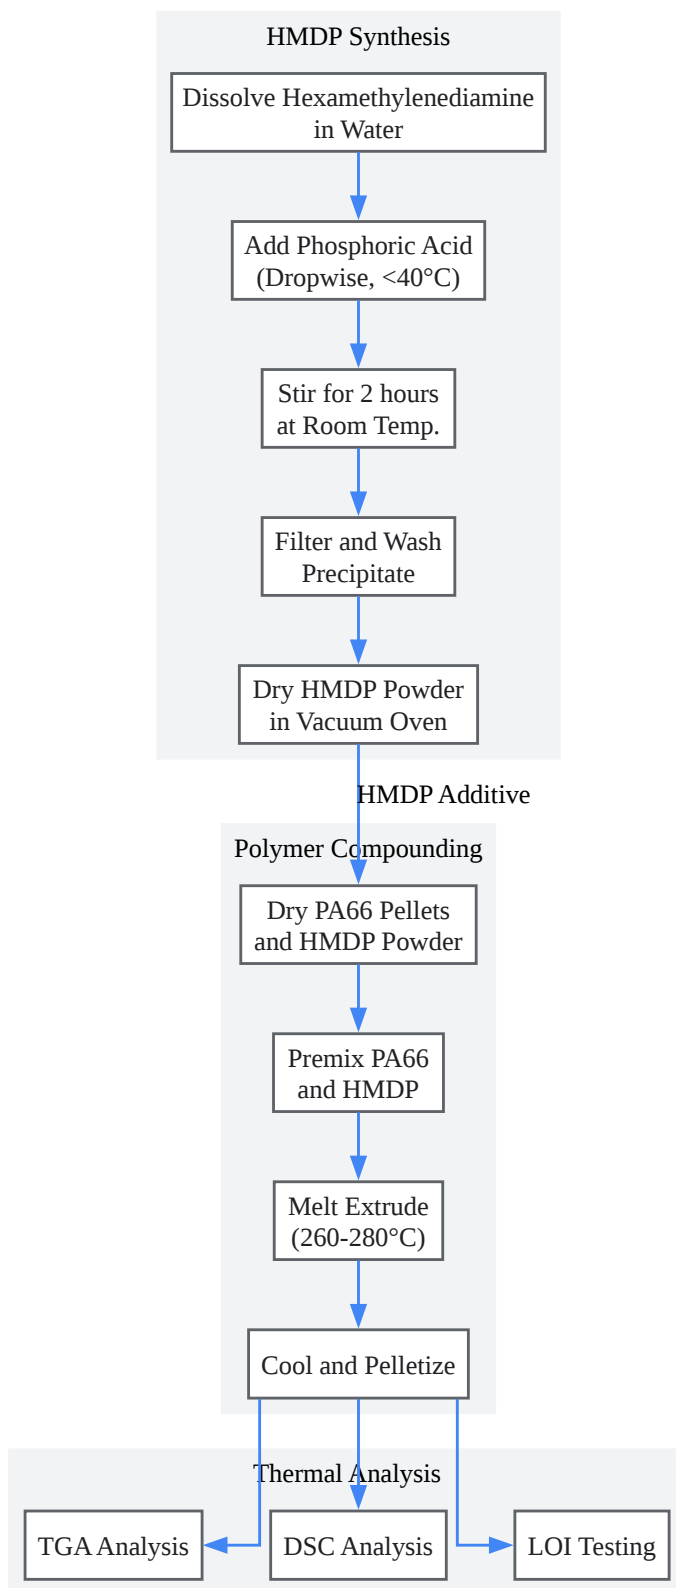 HMDP Synthesis
Dissolve Hexamethylenediamine
in Water
Add Phosphoric Acid
(Dropwise, <40°C)
Stir for 2 hours
at Room Temp.
Filter and Wash
Precipitate
Dry HMDP Powder
in Vacuum Oven
HMDP Additive
Polymer Compounding
Dry PA66 Pellets
and HMDP Powder
Premix PA66
and HMDP
Melt Extrude
(260-280°C)
Cool and Pelletize
Thermal Analysis
TGA Analysis
DSC Analysis
LOI Testing